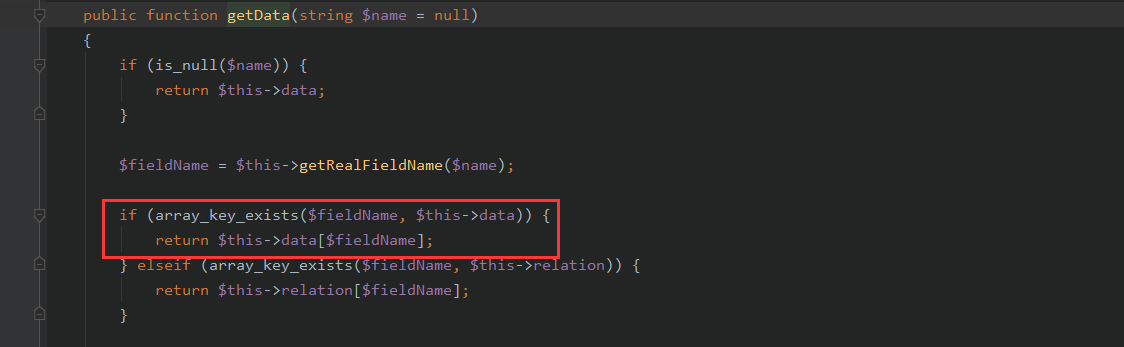 public function getData(string $name = null)
{
if (is_null($name)) {
return $this->data;
}
$fieldName = $this->getRealFieldName($name);
if (array_key_exists($fieldName, $this->data)) {
return $this->data[$fieldName];
} elseif (array_key_exists($fieldName, $this->relation)) {
return $this->relation[$fieldName];
}